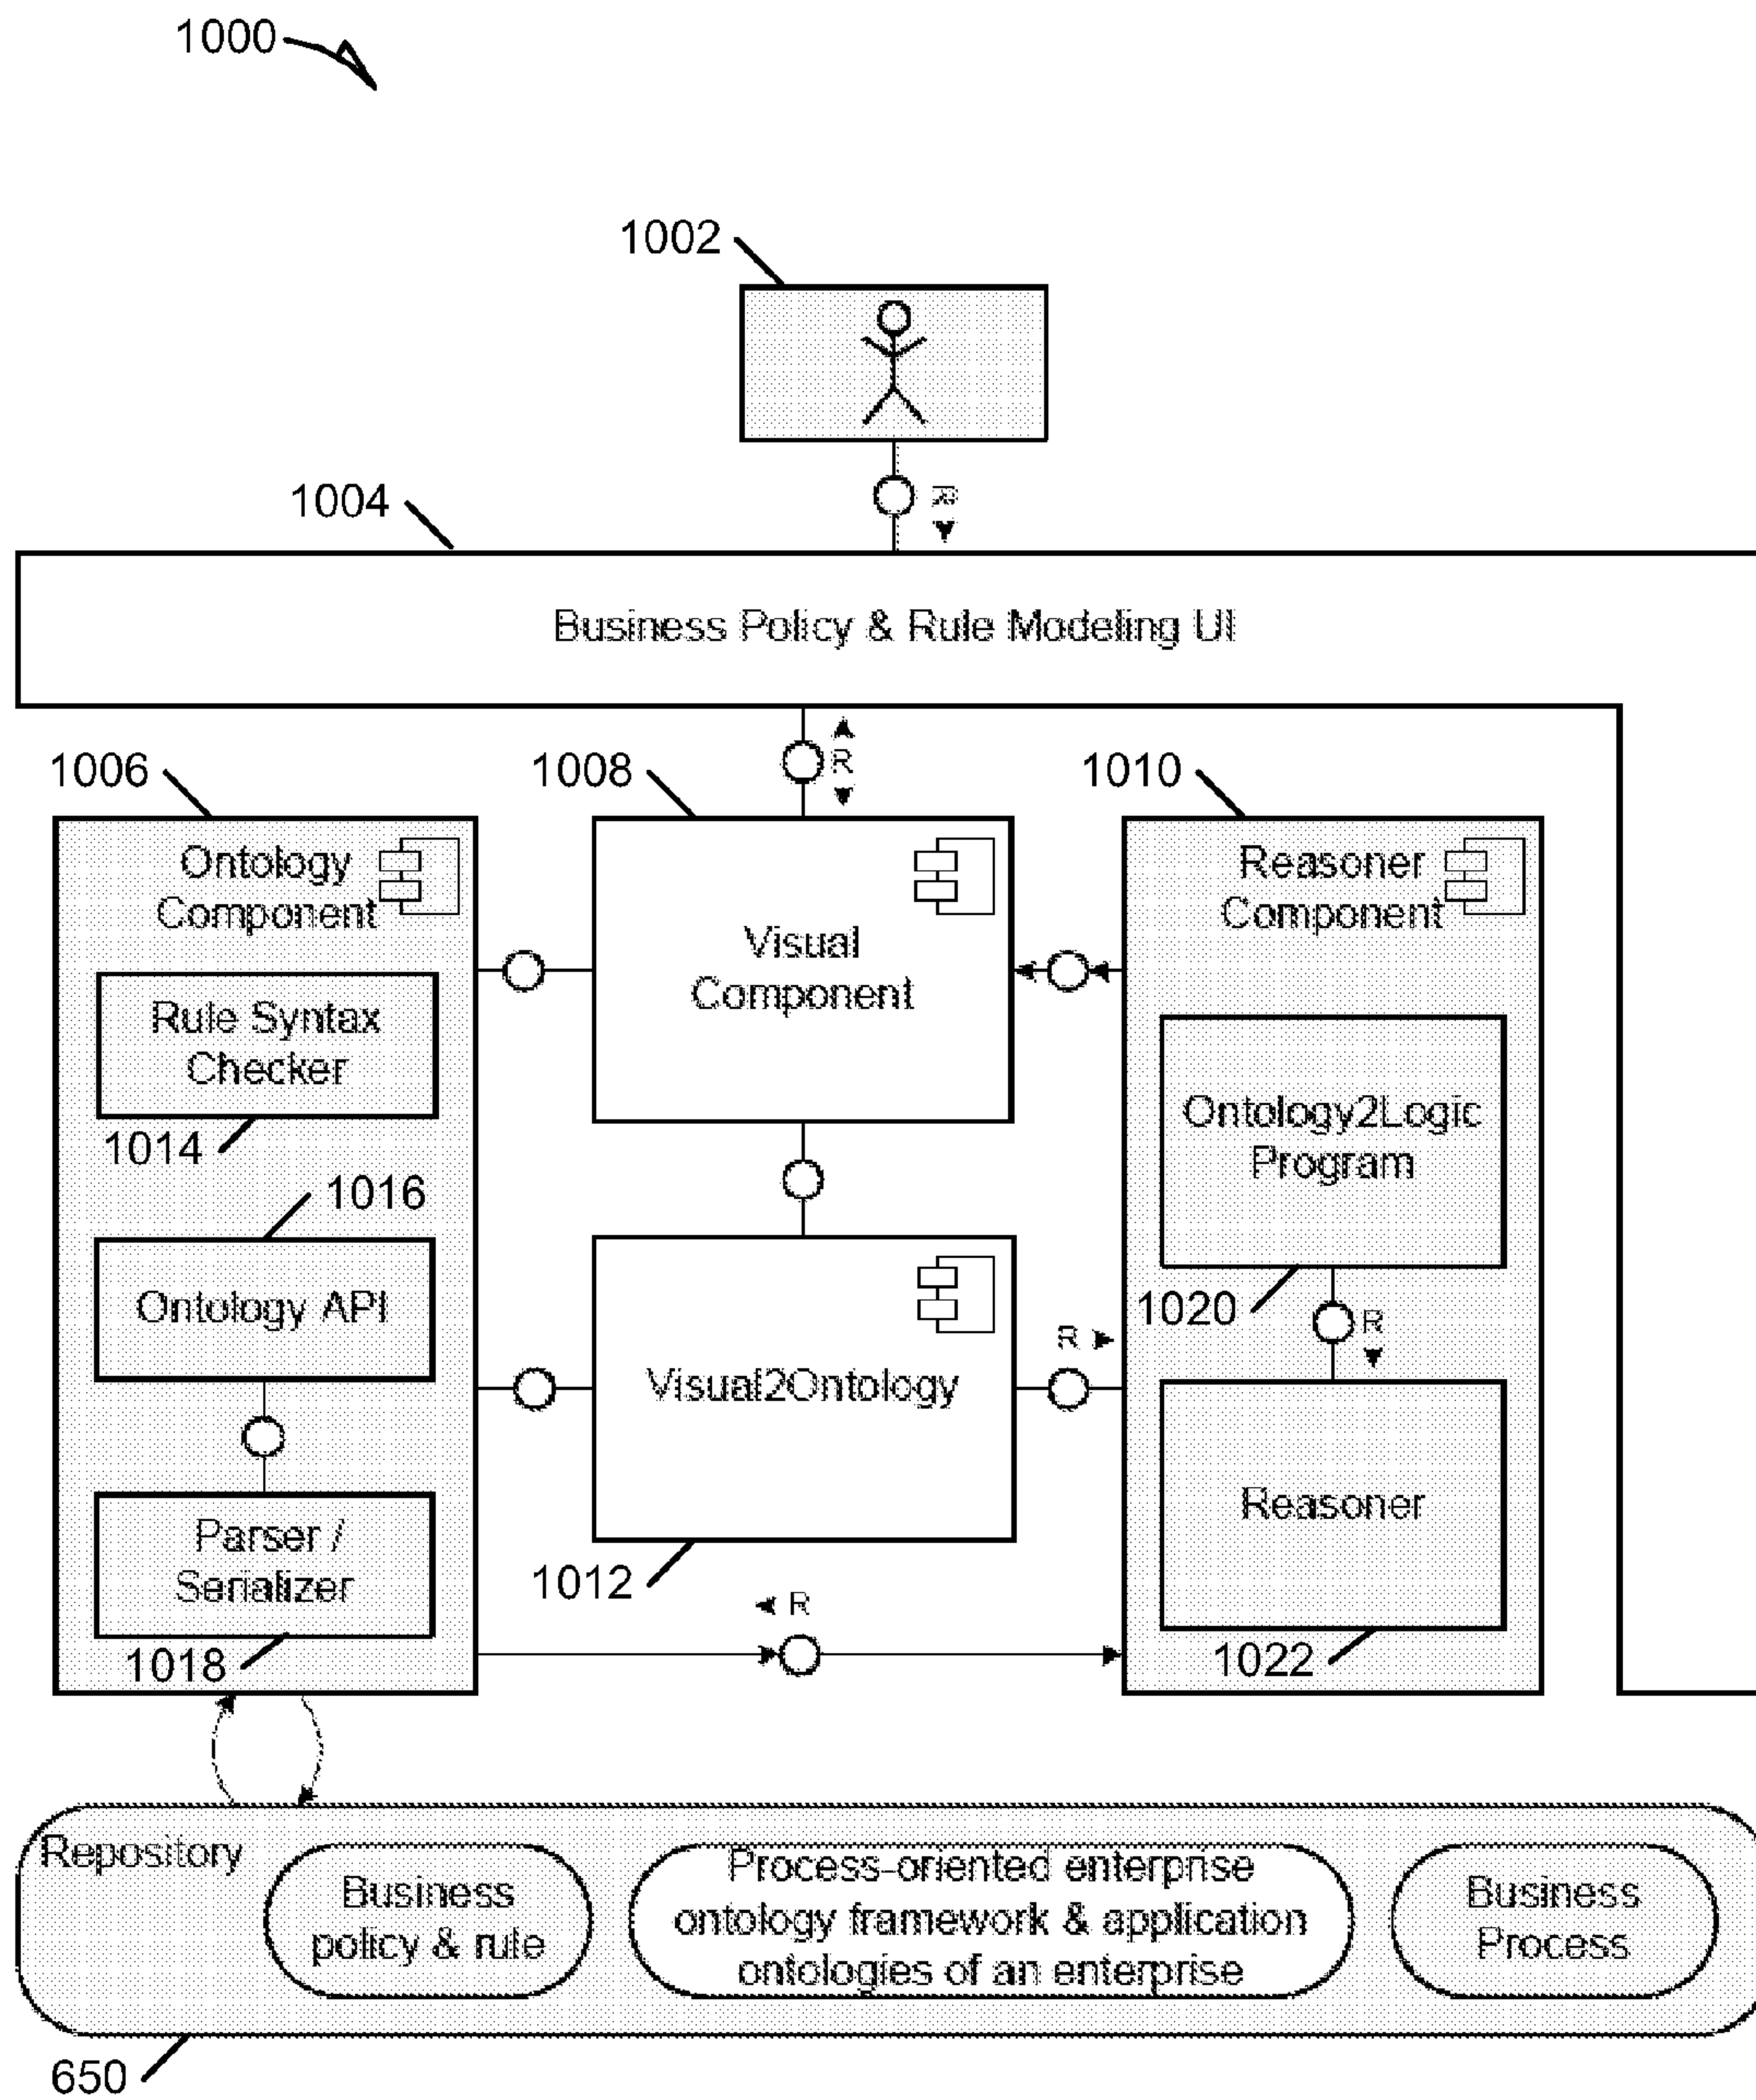 1000
1002
R
1004
Business Policy & Rule Modeling UI
R
1006
1008
1010
Ontology
Component
Visual
Component
Reasoner
Component
Rule Syntax
Checker
1014
Ontology2Logic
Program
1016
1020
R
Ontology API
R
Visual2Ontology
Parser /
Serializer
Reasoner
1012
R
1018
1022
Repository
Business
policy & rule
Process-oriented enterprise
ontology framework & application
ontologies of an enterprise
Business
Process
650